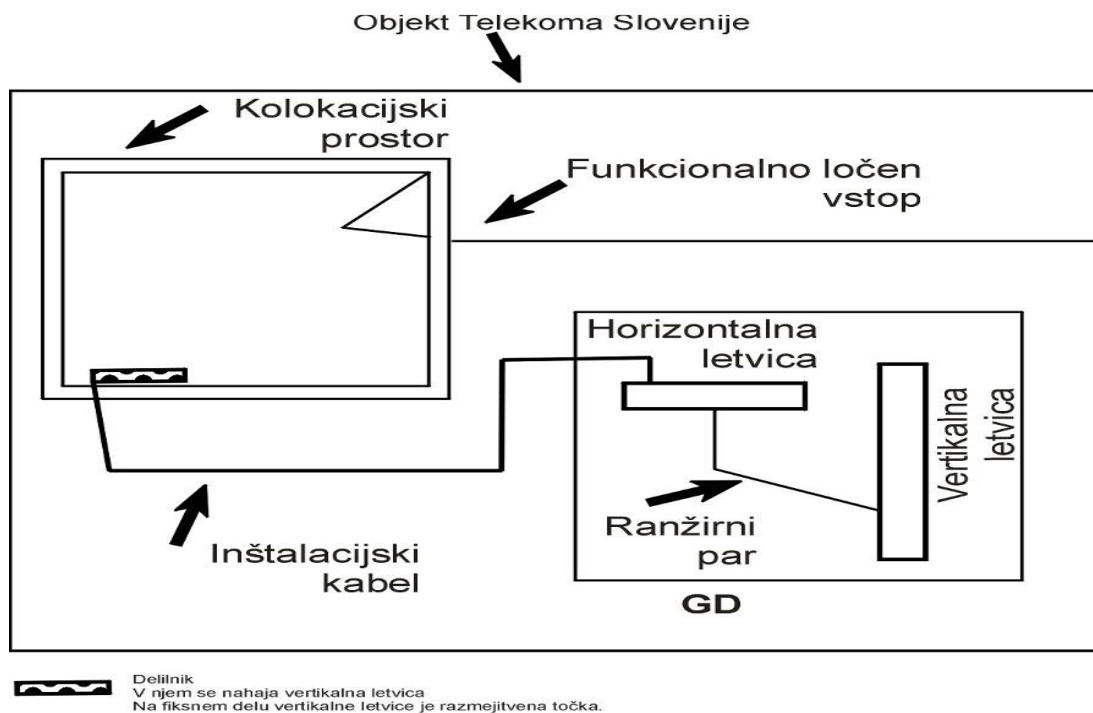 Objekt Telekoma Slovenije
Kolokacijski
prostor
Funkcionalno ločen
vstop
Horizontalna
letvica
Vertikalna
letvica
Ranžirni
par
Inštalacijski
kabel
GD
Delilnik
V njem se nahaja vertikalna letvica
Na fiksnem delu vertikalne letvice je razmejitvena točka.